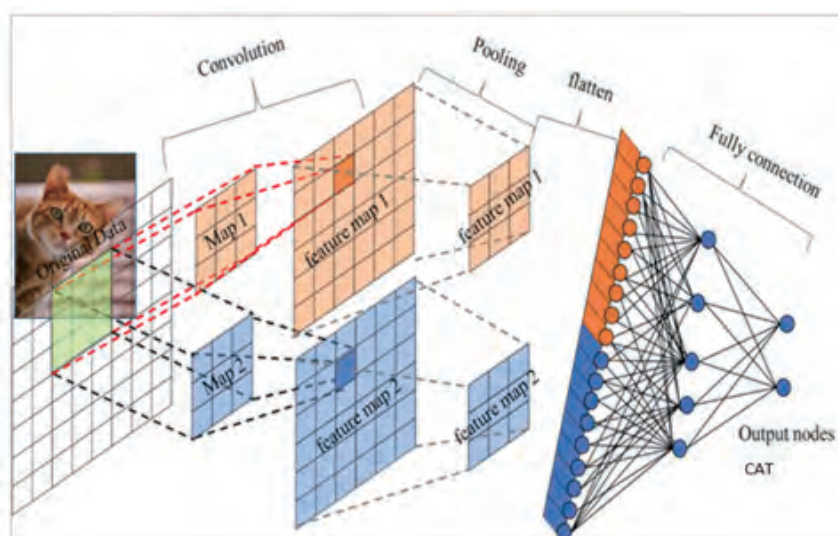 Convolution
Pooling
flatten
Fully connection
Original Data
Map 1
feature map 1
feature map 1
Map 2
feature map 2
feature map 2
Output nodes
CAT